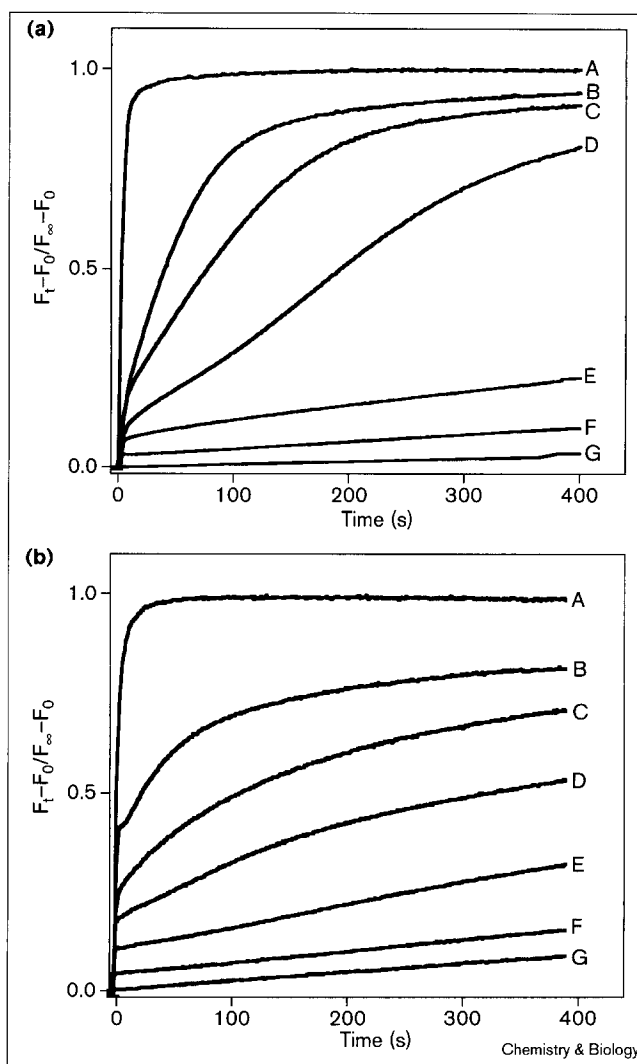 (a)
1.0
0.5
0.0
F_t–F_0/F_∞–F_0
A
B
C
D
E
F
G
0
100
200
300
400
Time (s)
(b)
1.0
0.5
0.0
F_t–F_0/F_∞–F_0
A
B
C
D
E
F
G
0
100
200
300
400
Time (s)
Chemistry & Biology